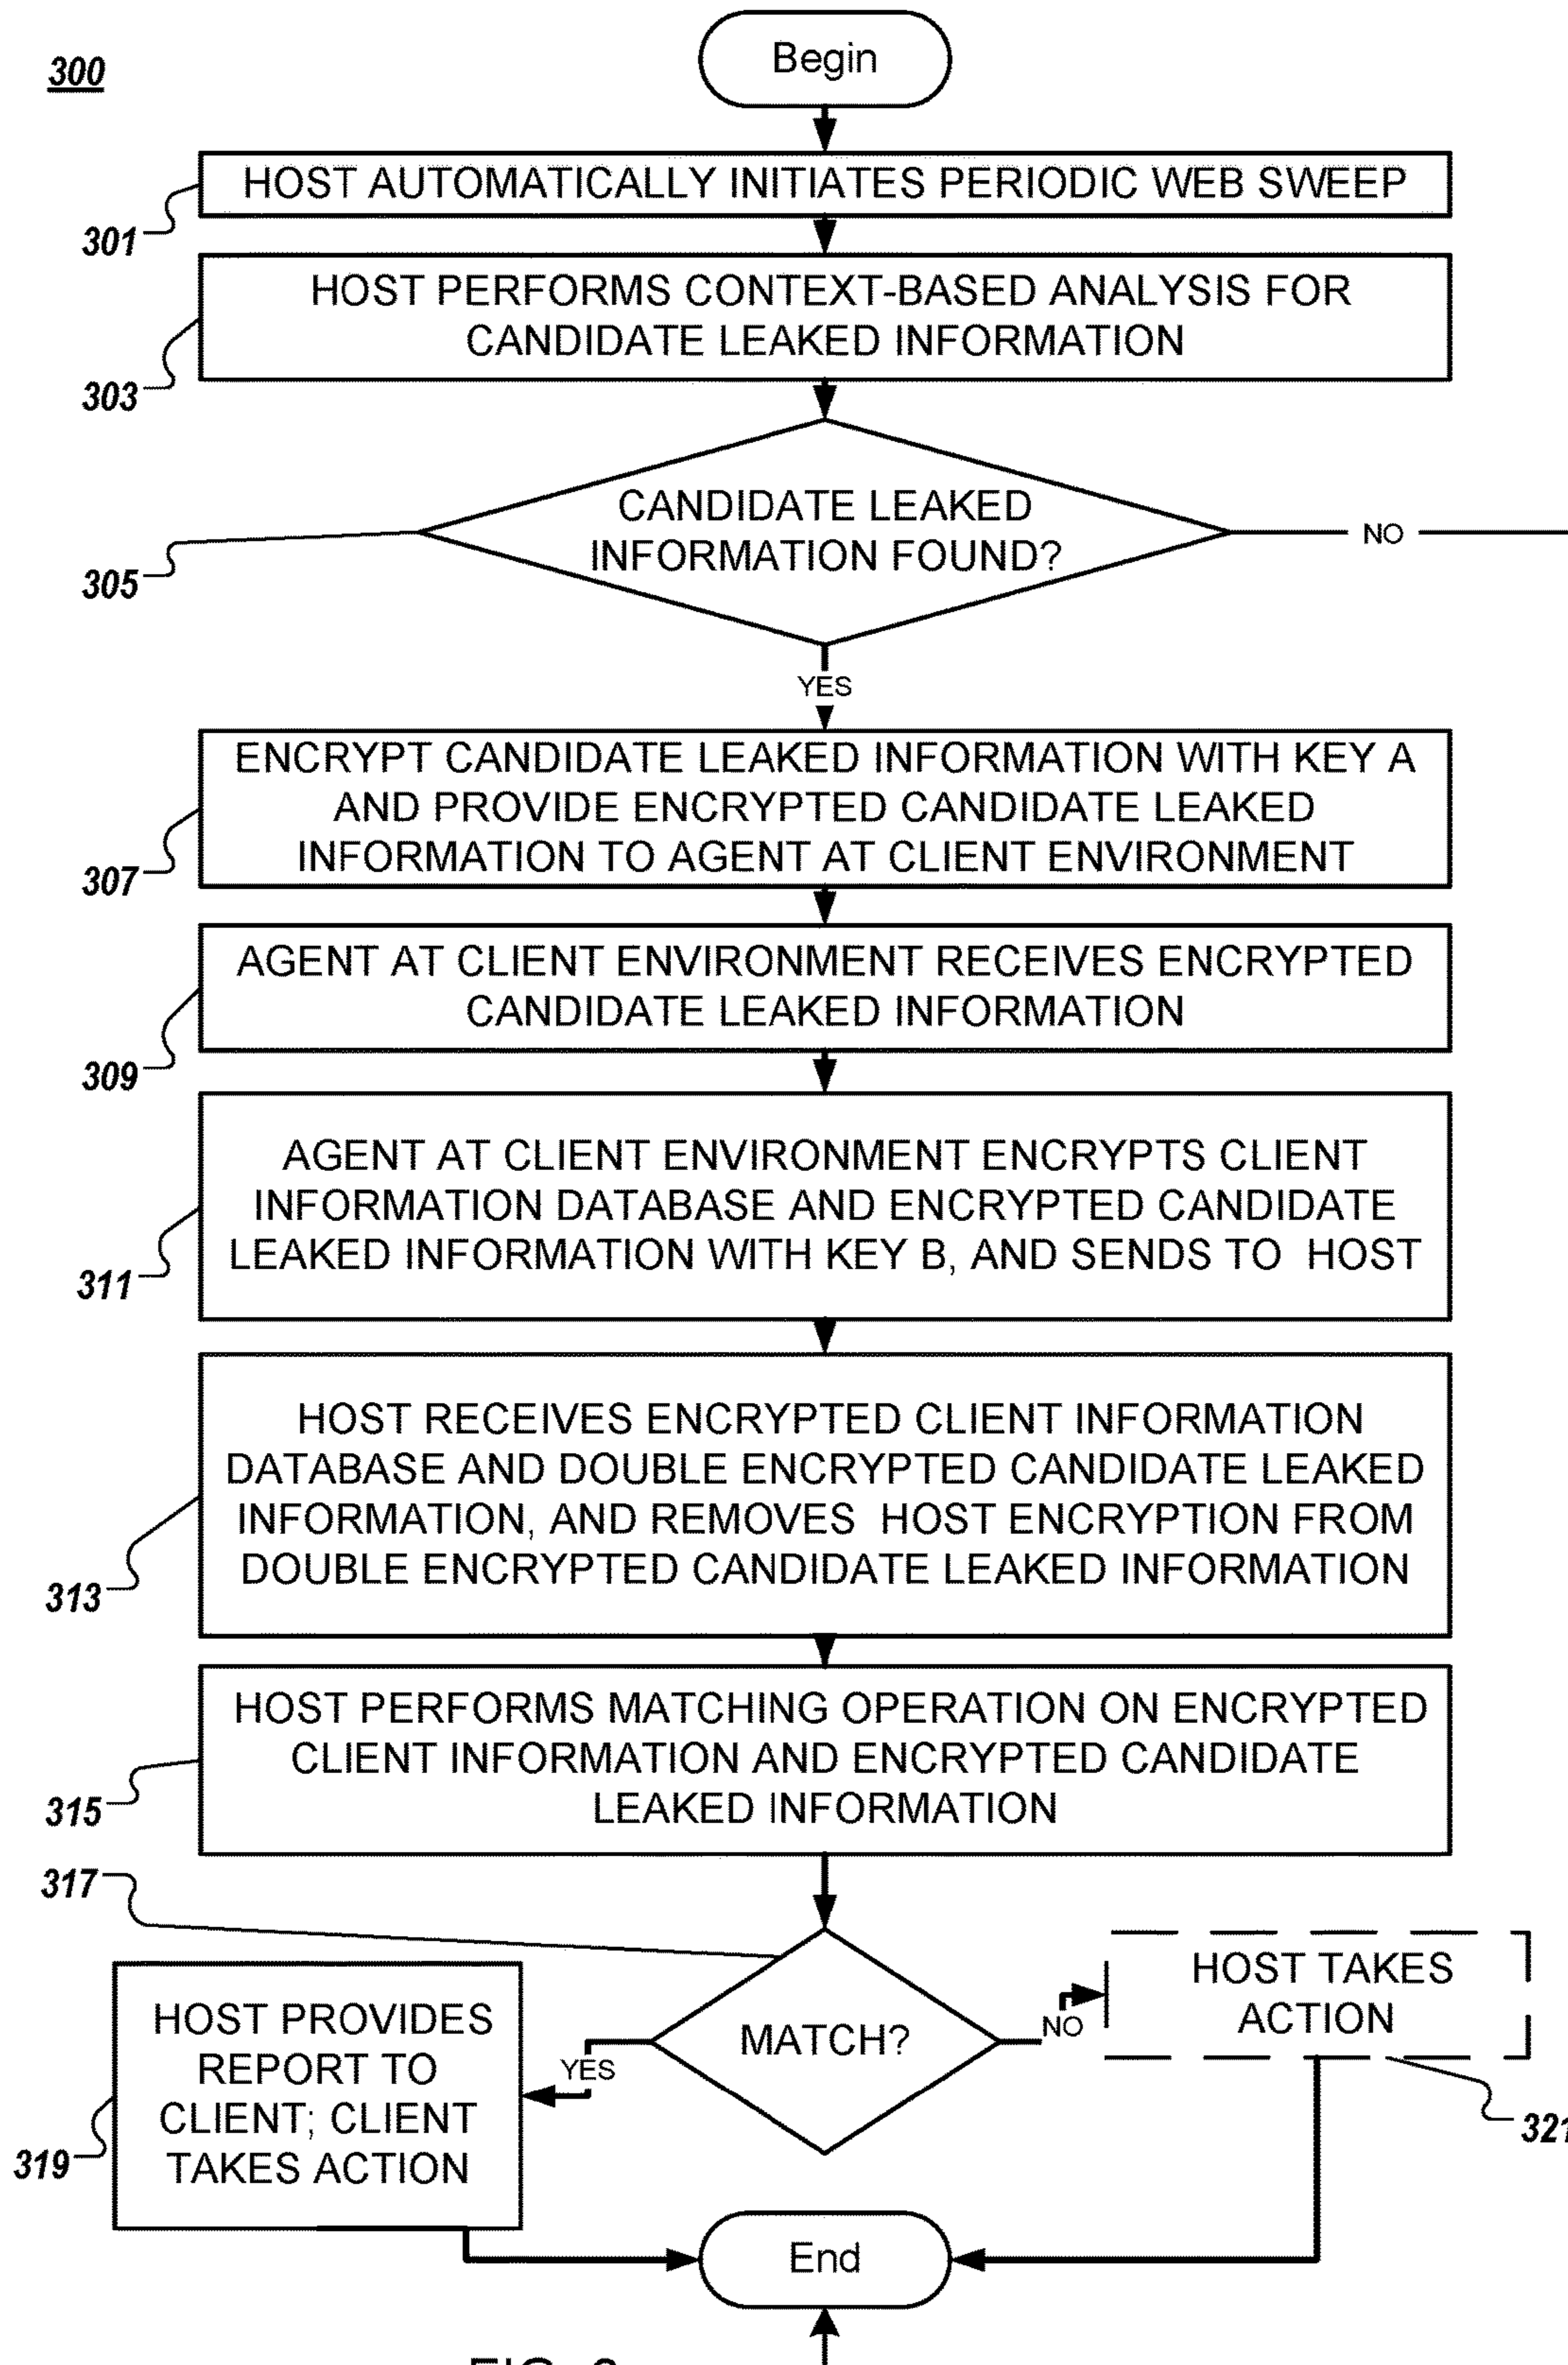 300
Begin
HOST AUTOMATICALLY INITIATES PERIODIC WEB SWEEP
301
HOST PERFORMS CONTEXT-BASED ANALYSIS FOR
CANDIDATE LEAKED INFORMATION
303
CANDIDATE LEAKED
INFORMATION FOUND?
NO
305
YES
ENCRYPT CANDIDATE LEAKED INFORMATION WITH KEY A
AND PROVIDE ENCRYPTED CANDIDATE LEAKED
INFORMATION TO AGENT AT CLIENT ENVIRONMENT
307
AGENT AT CLIENT ENVIRONMENT RECEIVES ENCRYPTED
CANDIDATE LEAKED INFORMATION
309
AGENT AT CLIENT ENVIRONMENT ENCRYPTS CLIENT
INFORMATION DATABASE AND ENCRYPTED CANDIDATE
LEAKED INFORMATION WITH KEY B, AND SENDS TO HOST
311
HOST RECEIVES ENCRYPTED CLIENT INFORMATION
DATABASE AND DOUBLE ENCRYPTED CANDIDATE LEAKED
INFORMATION, AND REMOVES HOST ENCRYPTION FROM
DOUBLE ENCRYPTED CANDIDATE LEAKED INFORMATION
313
HOST PERFORMS MATCHING OPERATION ON ENCRYPTED
CLIENT INFORMATION AND ENCRYPTED CANDIDATE
LEAKED INFORMATION
315
317
MATCH?
NO
HOST TAKES
ACTION
321
YES
HOST PROVIDES
REPORT TO
CLIENT; CLIENT
TAKES ACTION
319
End